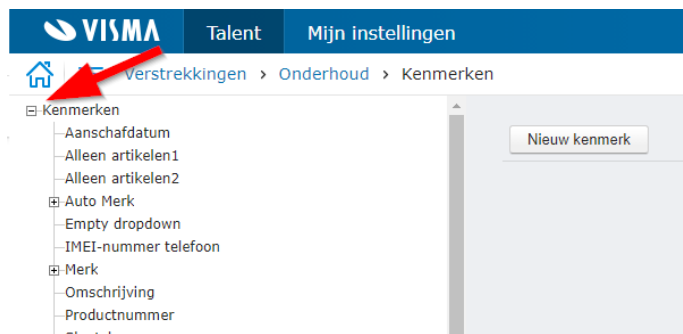 VISMA Talent Mijn instellingen
Verstrekkingen > Onderhoud > Kenmerken
Kenmerken
Aanschafdatum
Nieuw kenmerk
Alleen artikelen1
Alleen artikelen2
Auto Merk
Empty dropdown
IMEI-nummer telefoon
Merk
Omschrijving
Productnummer